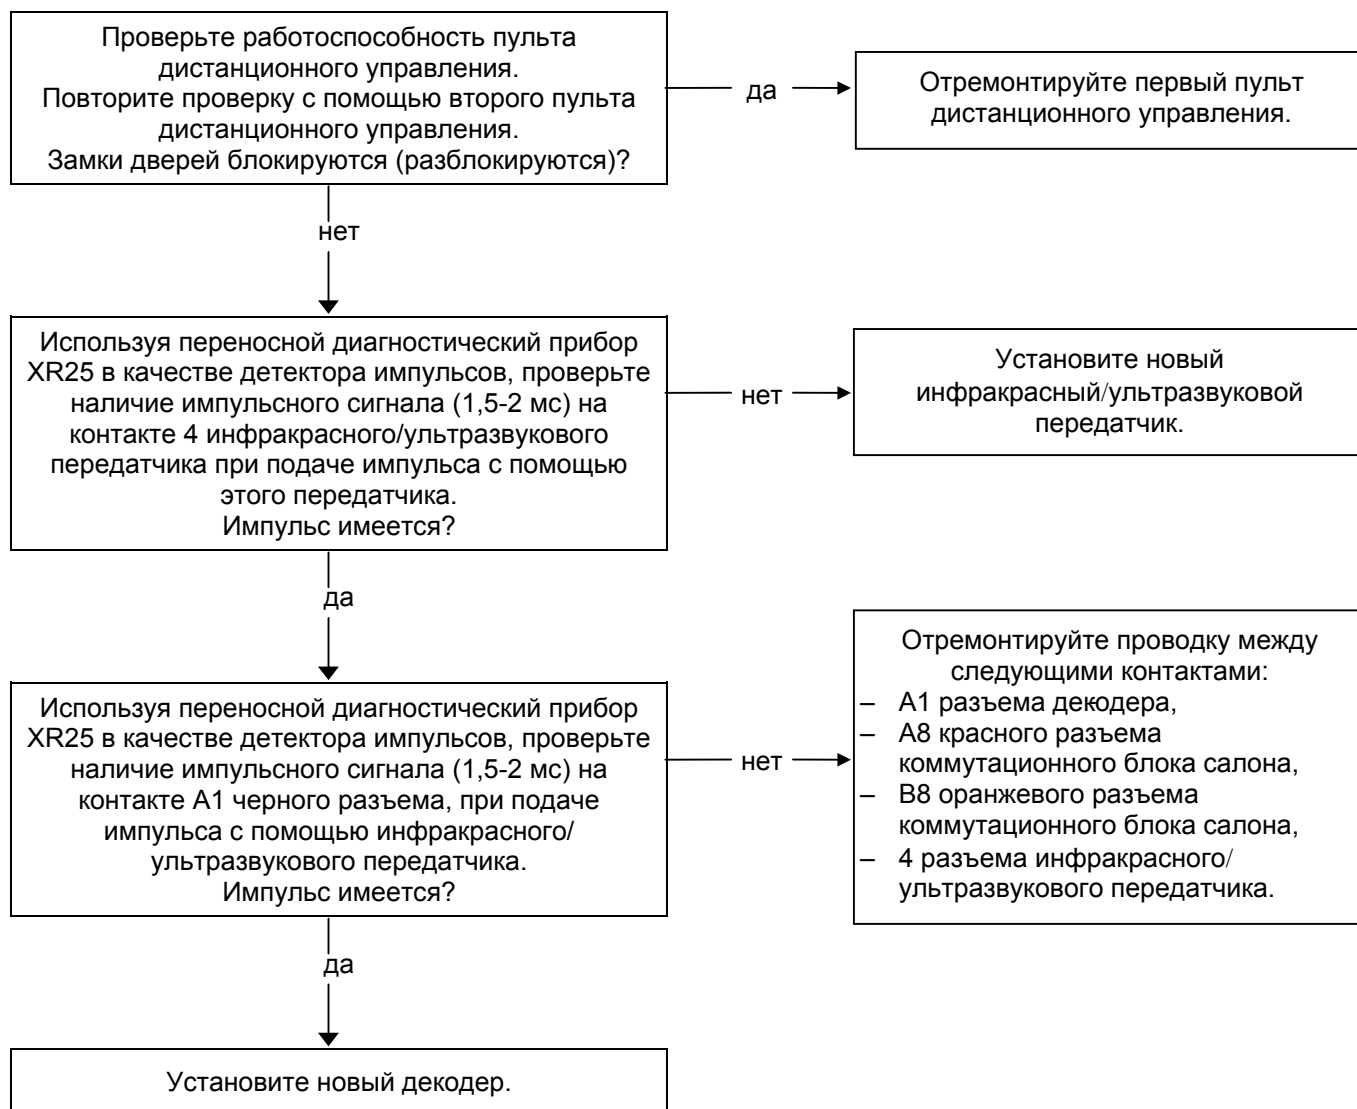 Проверьте работоспособность пульта
дистанционного управления.
Повторите проверку с помощью второго пульта
дистанционного управления.
Замки дверей блокируются (разблокируются)?
да
Отремонтируйте первый пульт
дистанционного управления.
нет
Используя переносной диагностический прибор
XR25 в качестве детектора импульсов, проверьте
наличие импульсного сигнала (1,5-2 мс) на
контакте 4 инфракрасного/ультразвукового
передатчика при подаче импульса с помощью
этого передатчика.
Импульс имеется?
нет
Установите новый
инфракрасный/ультразвуковой
передатчик.
да
Используя переносной диагностический прибор
XR25 в качестве детектора импульсов, проверьте
наличие импульсного сигнала (1,5-2 мс) на
контакте А1 черного разъема, при подаче
импульса с помощью инфракрасного/
ультразвукового передатчика.
Импульс имеется?
нет
Отремонтируйте проводку между
следующими контактами:
– А1 разъема декодера,
– А8 красного разъема
коммутационного блока салона,
– В8 оранжевого разъема
коммутационного блока салона,
– 4 разъема инфракрасного/
ультразвукового передатчика.
да
Установите новый декодер.